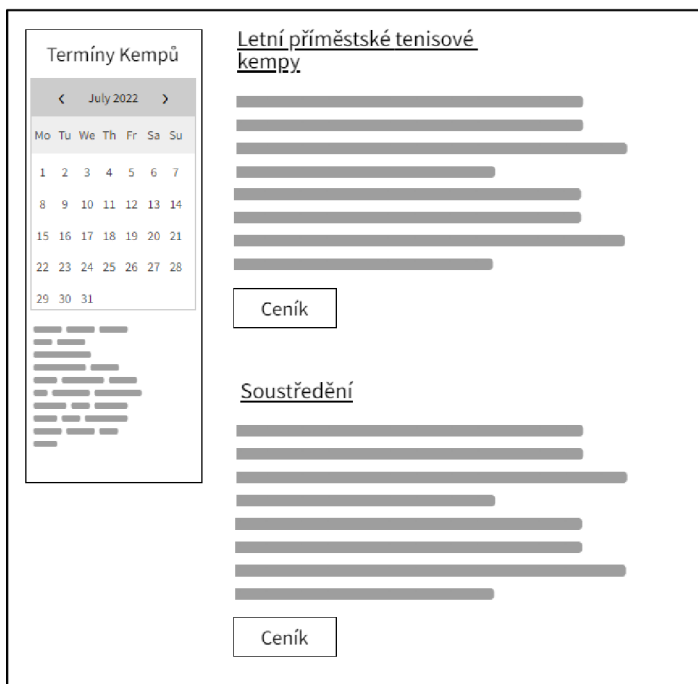 Termíny Kempů
July 2022
Mo Tu We Th Fr Sa Su
1 2 3 4 5 6 7
8 9 10 11 12 13 14
15 16 17 18 19 20 21
22 23 24 25 26 27 28
29 30 31
Letní příměstské tenisové
kempy
Ceník
Soustředění
Ceník